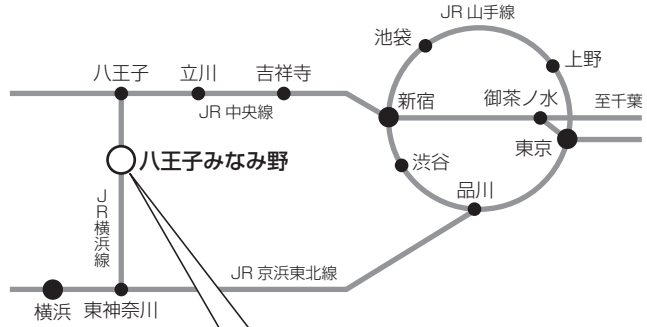 JR 山手線
池袋
上野
八王子
立川
吉祥寺
新宿
御茶ノ水
至千葉
JR 中央線
東京
八王子みなみ野
渋谷
品川
JR横浜線
JR 京浜東北線
横浜
東神奈川